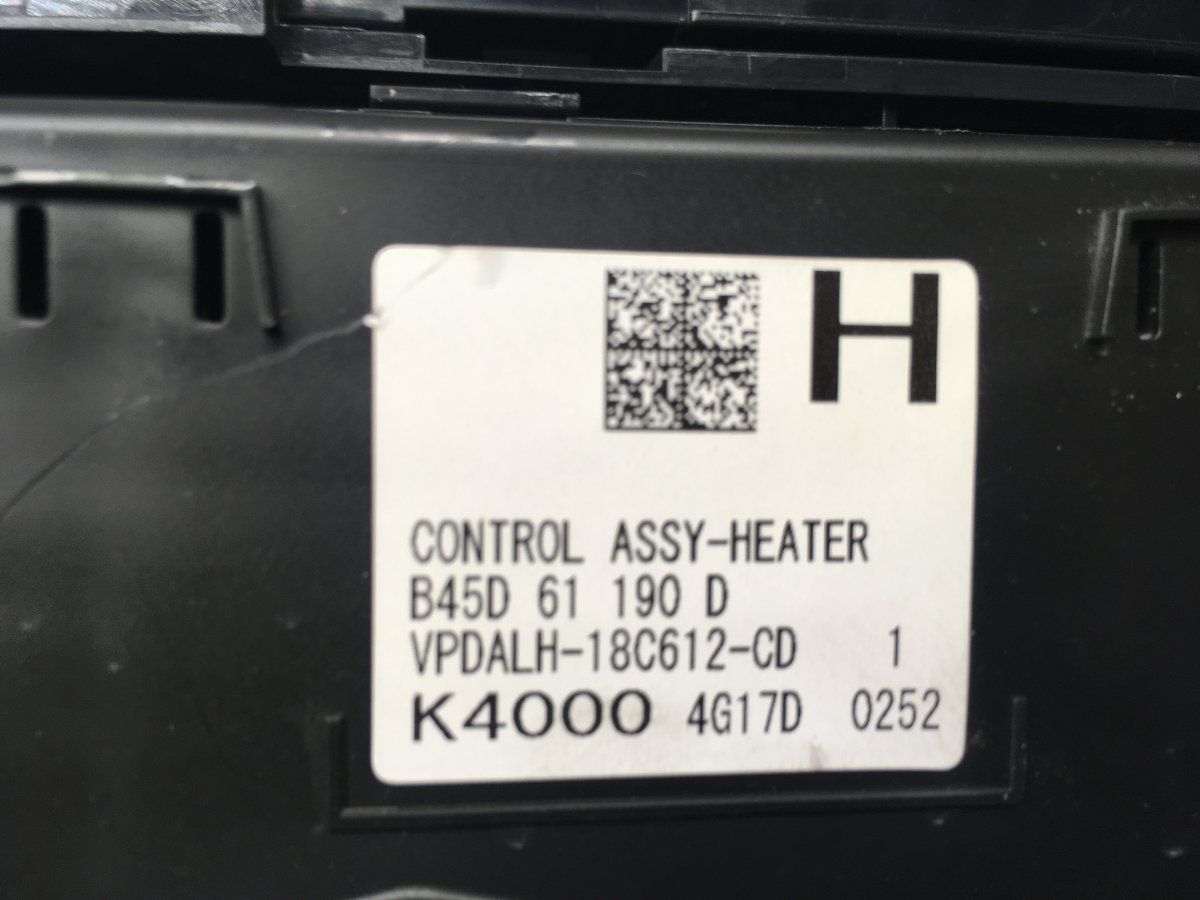 H
CONTROL ASSY-HEATER
B45D 61 190 D
VPDALH-18C612-CD 1
K4000 4G17D 0252